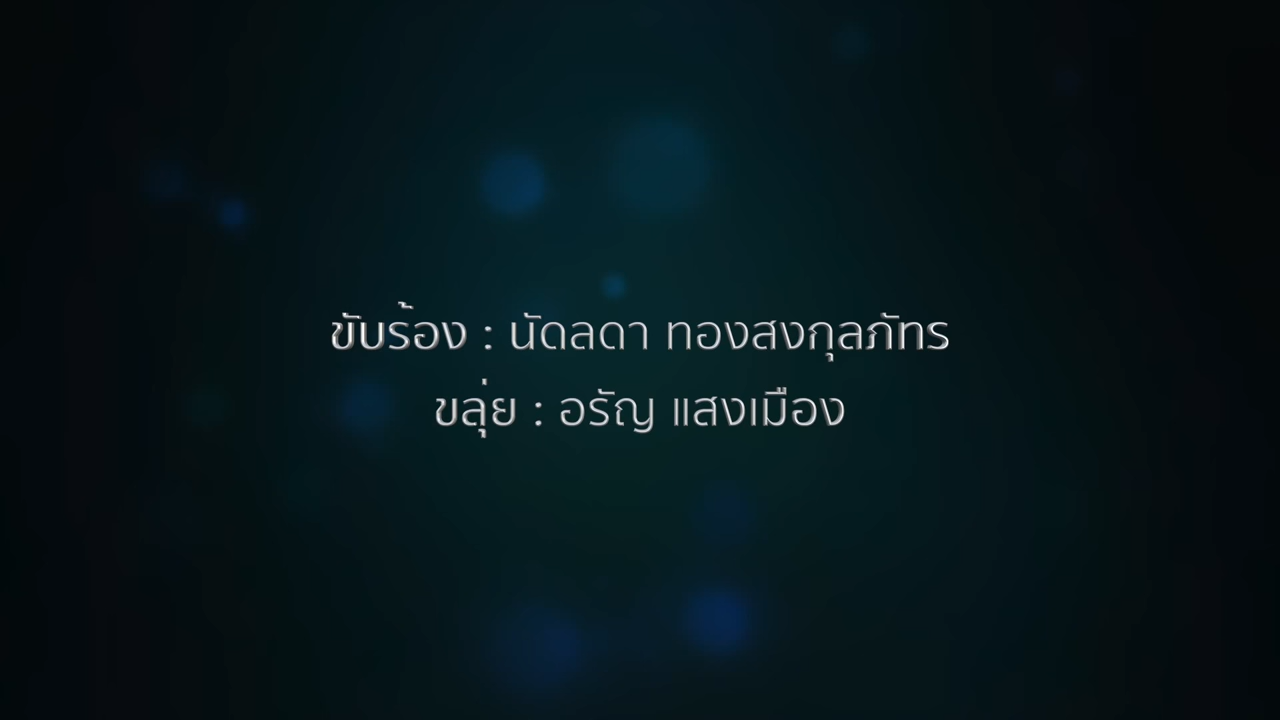 ขับร้อง : นัดลดา ทองสงกุลภัทร
ขลุ่ย : อรัญ แสงเมือง